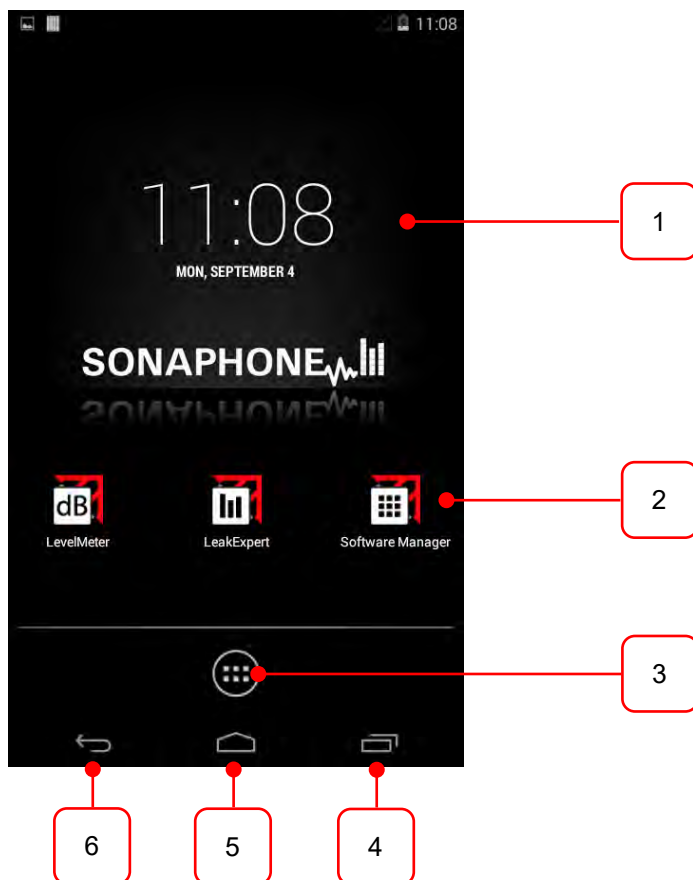 11:08
11:08
MON, SEPTEMBER 4
1
SONAPHONE
dB
LevelMeter
LeakExpert
Software Manager
2
3
6
5
4